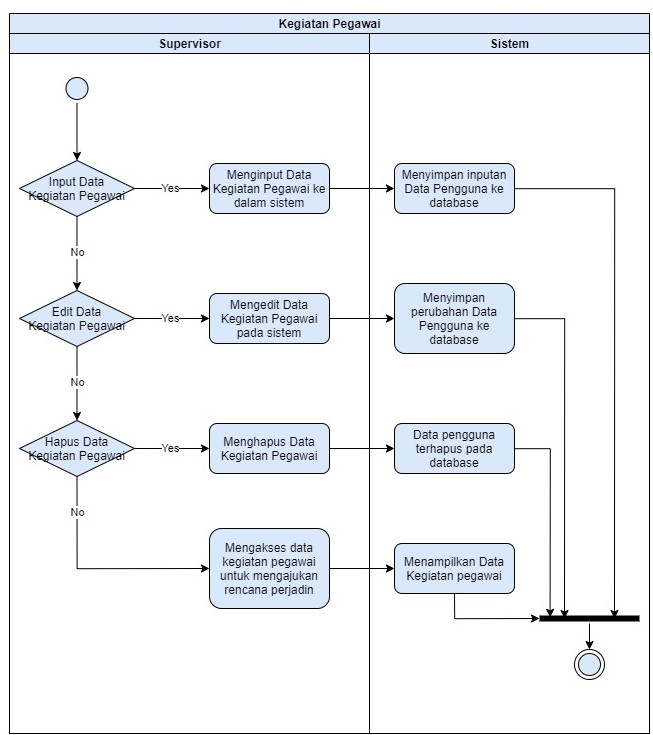 Kegiatan Pegawai
Supervisor
Sistem
Input Data
Kegiatan Pegawai
Yes
Menginput Data
Kegiatan Pegawai ke
dalam sistem
Menyimpan inputan
Data Pengguna ke
database
No
Edit Data
Kegiatan Pegawai
Yes
Mengedit Data
Kegiatan Pegawai
pada sistem
Menyimpan
perubahan Data
Pengguna ke
database
No
Hapus Data
Kegiatan Pegawai
Yes
Menghapus Data
Kegiatan Pegawai
Data pengguna
terhapus pada
database
No
Mengakses data
kegiatan pegawai
untuk mengajukan
rencana perjadin
Menampilkan Data
Kegiatan pegawai